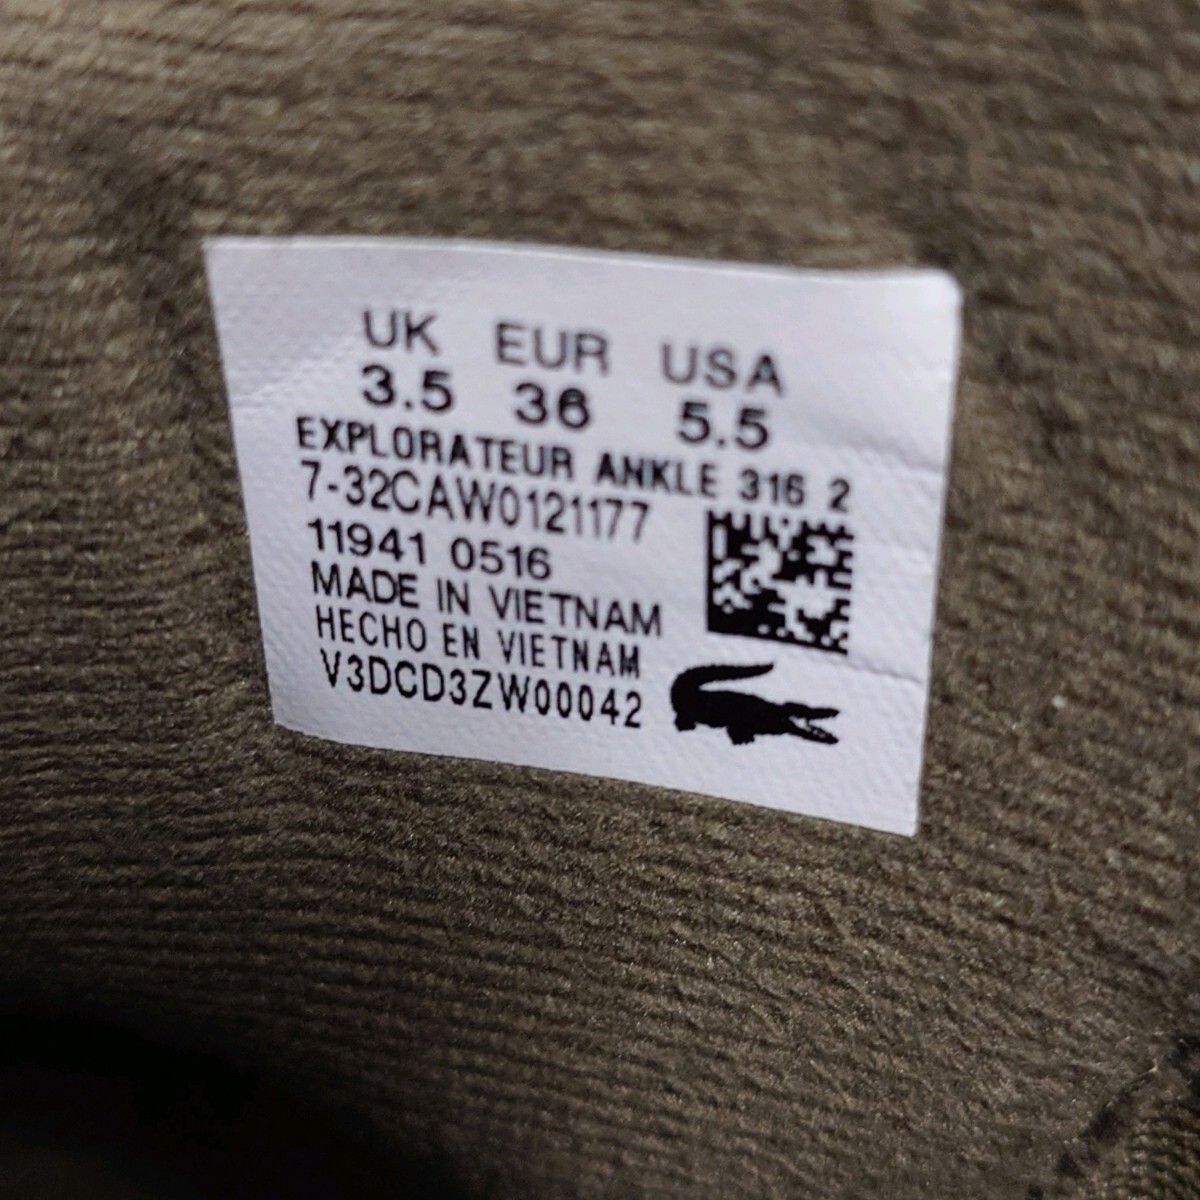 UK EUR USA
3.5 36 5.5
EXPLORATEUR ANKLE 316 2
7-32CAW0121177
11941 0516
MADE IN VIETNAM
HECHO EN VIETNAM
V3DCD3ZW00042